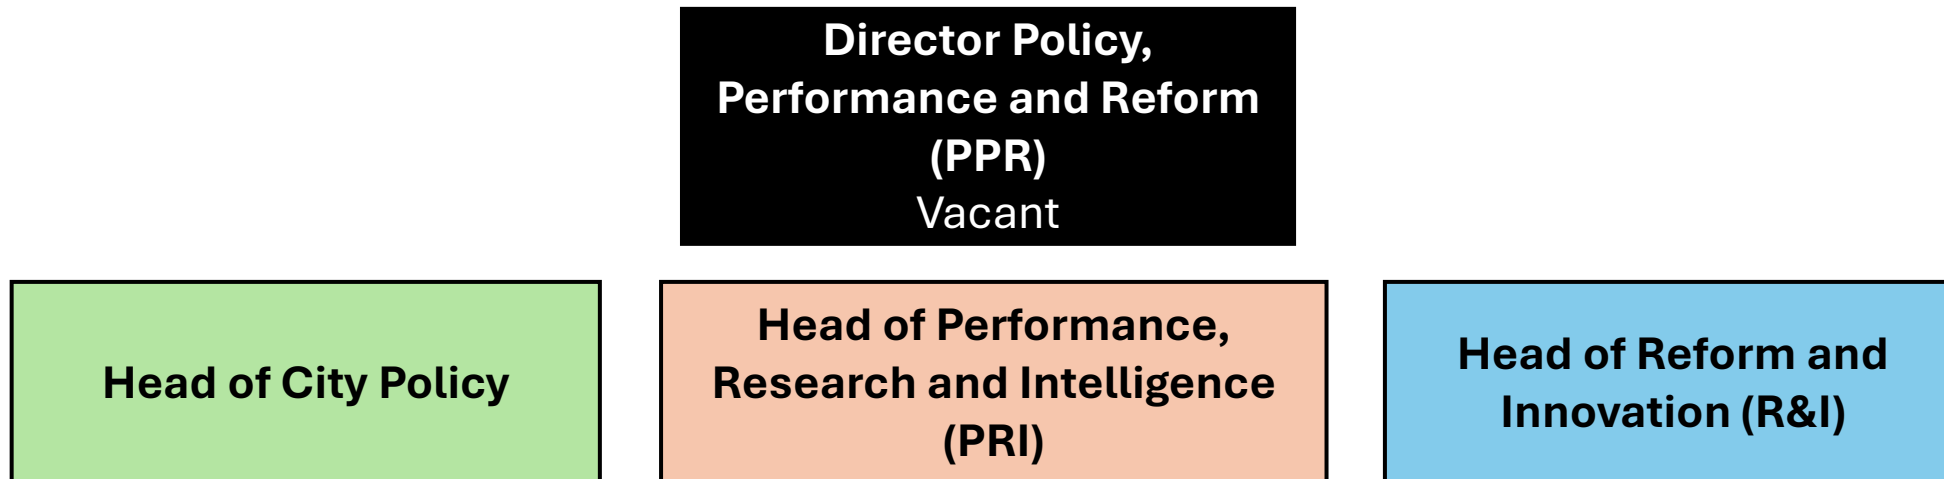 Director Policy,
Performance and Reform
(PPR)
Vacant
Head of City Policy
Head of Performance,
Research and Intelligence
(PRI)
Head of Reform and
Innovation (R&I)